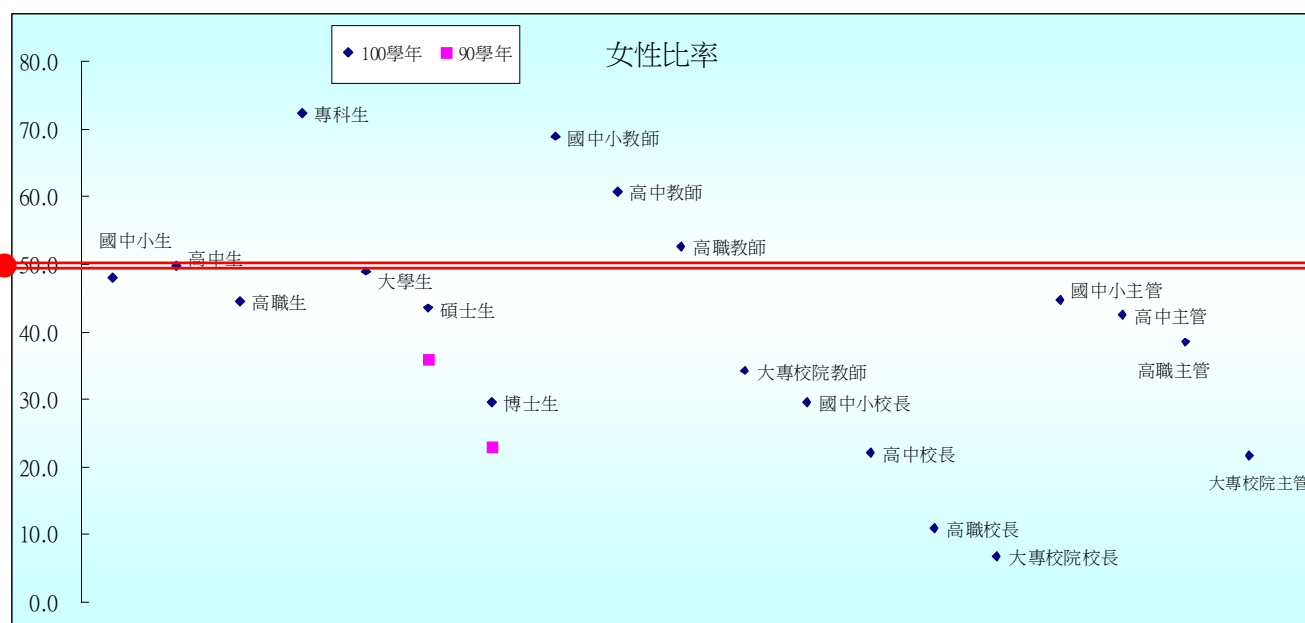 女性比率
100學年 90學年
80.0
70.0
60.0
50.0
40.0
30.0
20.0
10.0
0.0
國中小生
高中生
高職生
專科生
大學生
碩士生
博士生
國中小教師
高中教師
高職教師
大專校院教師
國中小校長
高中校長
高職校長
大專校院校長
國中小主管
高中主管
高職主管
大專校院主管